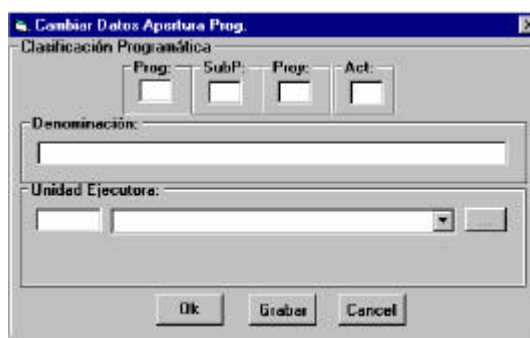 Cambiar Datos Apertura Prog.
Clasificación Programática
Prog: SubP: Proy: Act:
Denominación:
Unidad Ejecutora:
...
Ok Grabar Cancel